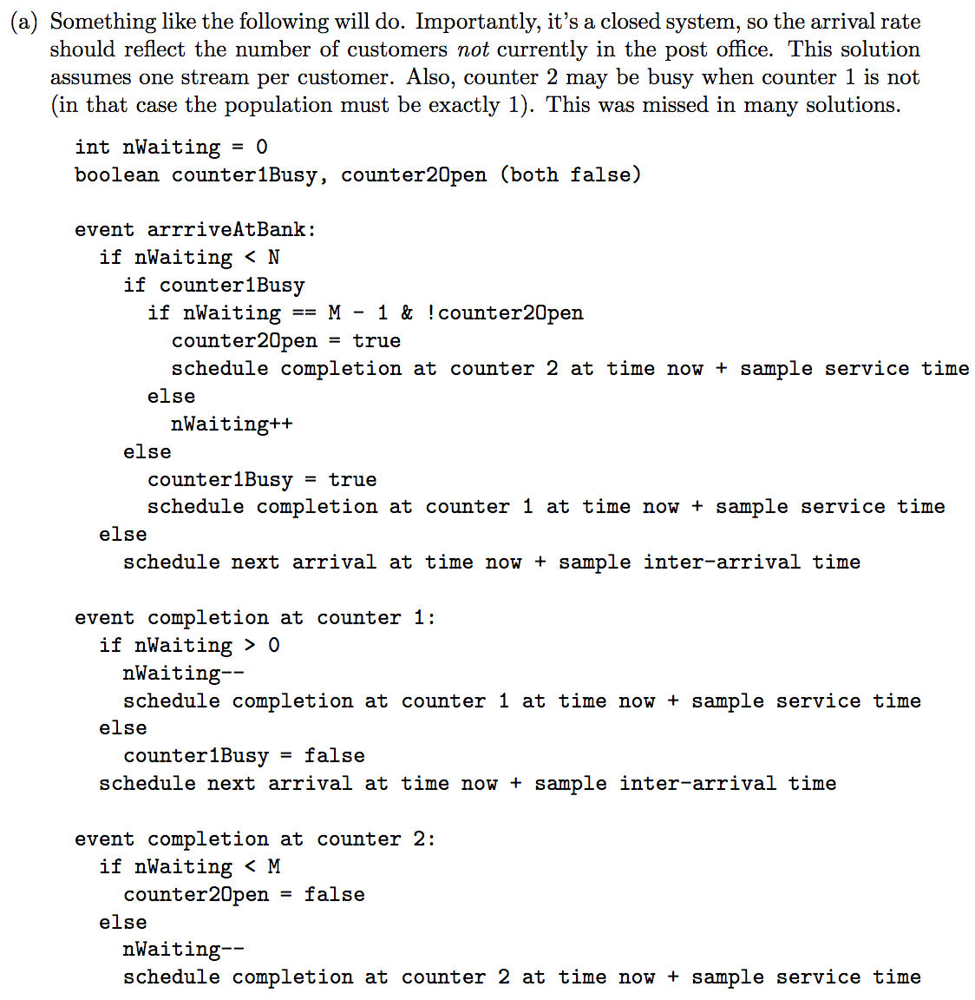 (a) Something like the following will do. Importantly, it's a closed system, so the arrival rate
should reflect the number of customers not currently in the post office. This solution
assumes one stream per customer. Also, counter 2 may be busy when counter 1 is not
(in that case the population must be exactly 1). This was missed in many solutions.
int nWaiting = 0
boolean counter1Busy, counter2Open (both false)
event arrriveAtBank:
if nWaiting < N
if counter1Busy
if nWaiting == M - 1 & !counter2Open
counter2Open = true
schedule completion at counter 2 at time now + sample service time
else
nWaiting++
else
counter1Busy = true
schedule completion at counter 1 at time now + sample service time
else
schedule next arrival at time now + sample inter-arrival time
event completion at counter 1:
if nWaiting > 0
nWaiting--
schedule completion at counter 1 at time now + sample service time
else
counter1Busy = false
schedule next arrival at time now + sample inter-arrival time
event completion at counter 2:
if nWaiting < M
counter2Open = false
else
nWaiting--
schedule completion at counter 2 at time now + sample service time